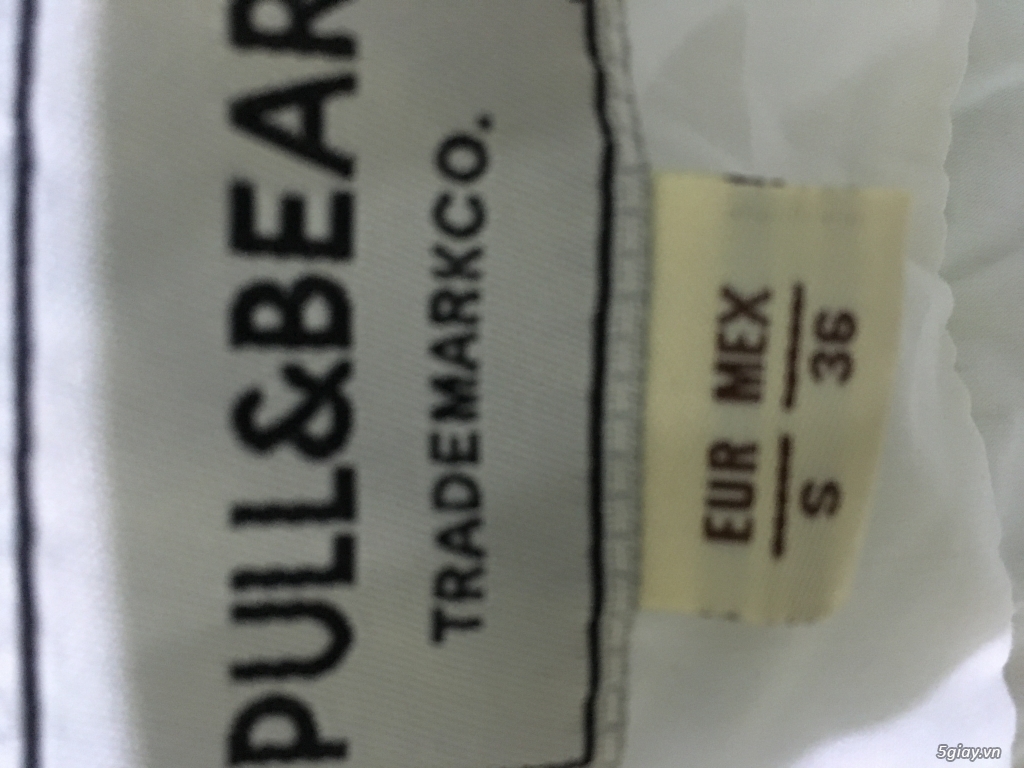 PULL&BEAR
TRADEMARKCO.
EUR MEX
S 36
5giay.vn